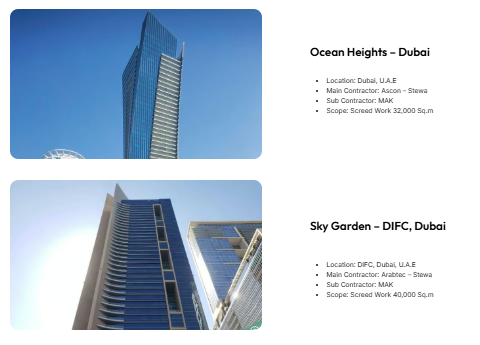 Ocean Heights – Dubai
Location: Dubai, U.A.E
Main Contractor: Ascon – Stewa
Sub Contractor: MAK
Scope: Screed Work 32,000 Sq.m
Sky Garden – DIFC, Dubai
Location: DIFC, Dubai, U.A.E
Main Contractor: Arabtec – Stewa
Sub Contractor: MAK
Scope: Screed Work 40,000 Sq.m